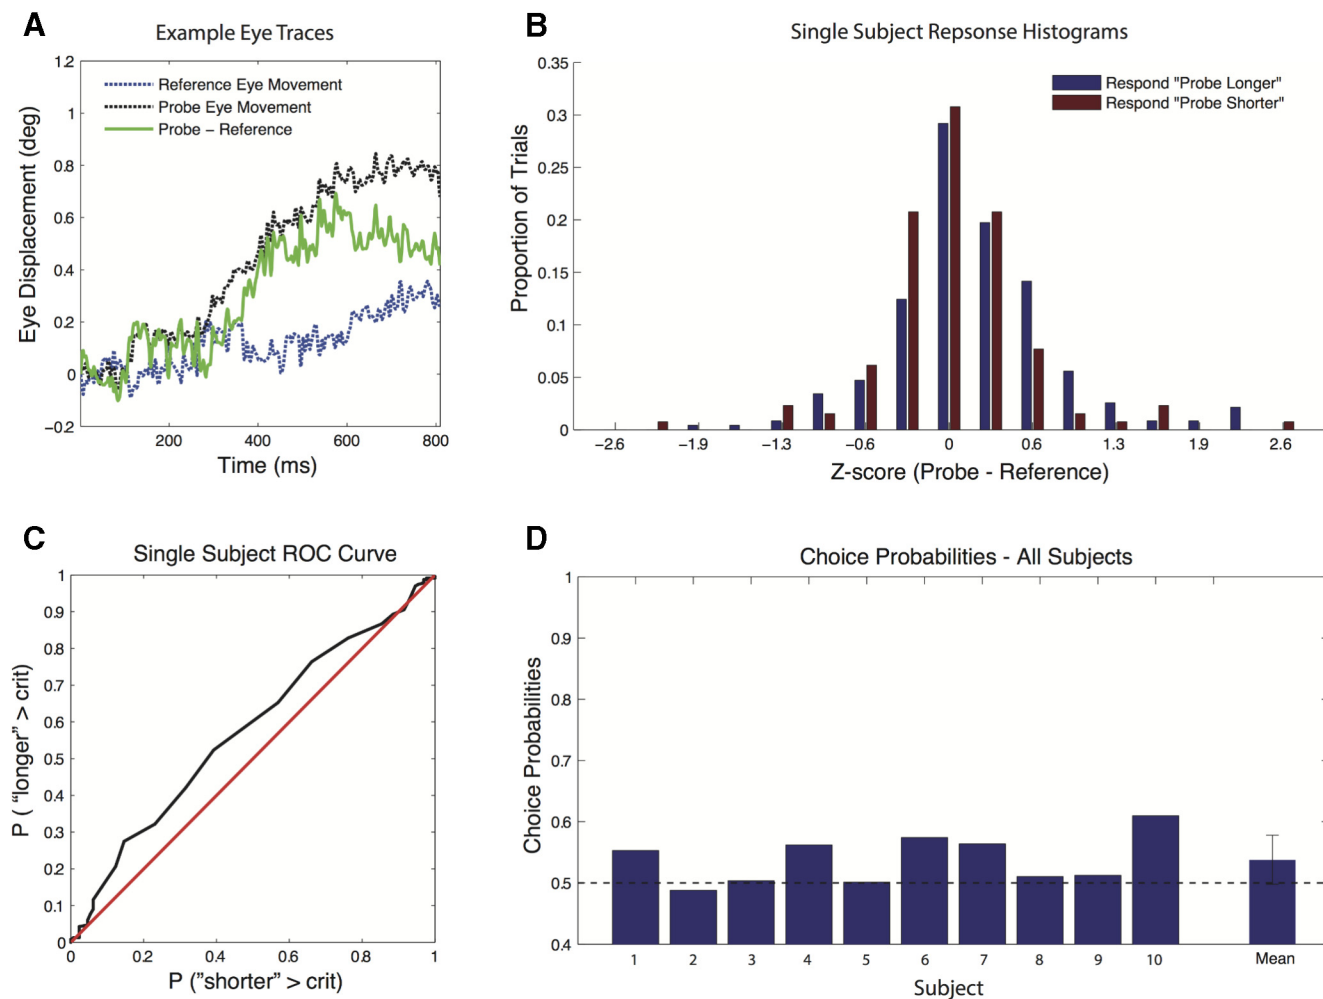 A
Example Eye Traces
1.2
1
0.8
0.6
0.4
0.2
0
−0.2
200
400
600
800
Eye Displacement (deg)
Time (ms)
Reference Eye Movement
Probe Eye Movement
Probe − Reference
B
Single Subject Repsonse Histograms
0.35
0.3
0.25
0.2
0.15
0.1
0.05
0
−2.6
−1.9
−1.3
−0.6
0
0.6
1.3
1.9
2.6
Proportion of Trials
Z-score (Probe - Reference)
Respond "Probe Longer"
Respond "Probe Shorter"
C
Single Subject ROC Curve
1
0.9
0.8
0.7
0.6
0.5
0.4
0.3
0.2
0.1
0
0
0.2
0.4
0.6
0.8
1
P ( “longer” > crit)
P (”shorter” > crit)
D
Choice Probabilities - All Subjects
1
0.9
0.8
0.7
0.6
0.5
0.4
1
2
3
4
5
6
7
8
9
10
Mean
Choice Probabilities
Subject